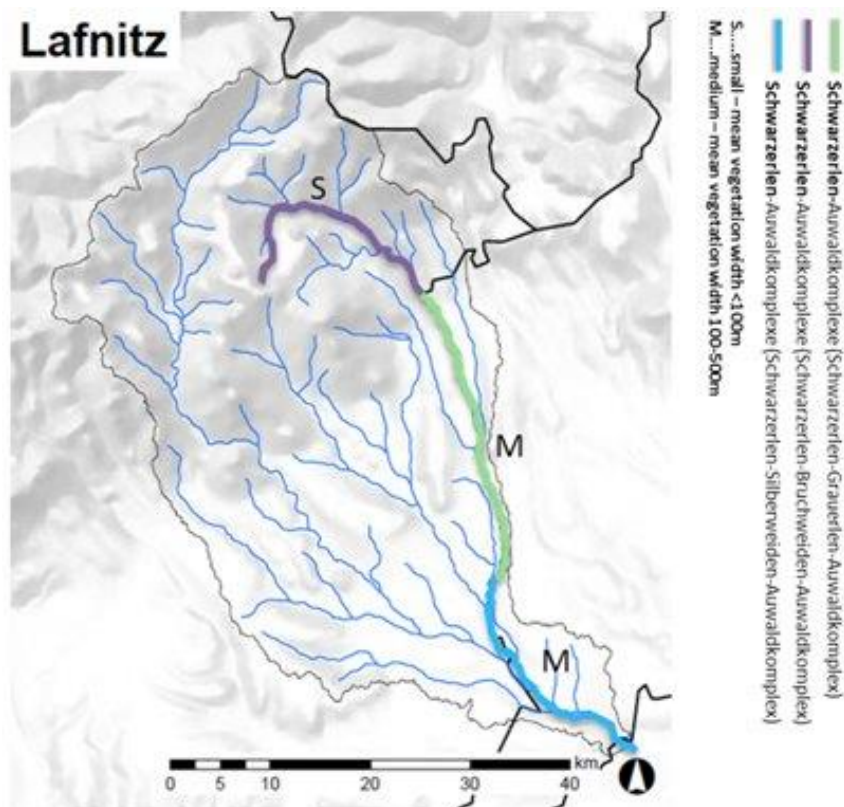 Lafnitz
S
M
M
0 5 10 20 30 40
km
Schwarzerlen-Auwaldkomplexe (Schwarzerlen-Grauerlen-Auwaldkomplex)
Schwarzerlen-Auwaldkomplexe (Schwarzerlen-Bruchweiden-Auwaldkomplex)
Schwarzerlen-Auwaldkomplexe (Schwarzerlen-Silberweiden-Auwaldkomplex)
S.....small – mean vegetation width <100m
M....medium – mean vegetation width 100-500m